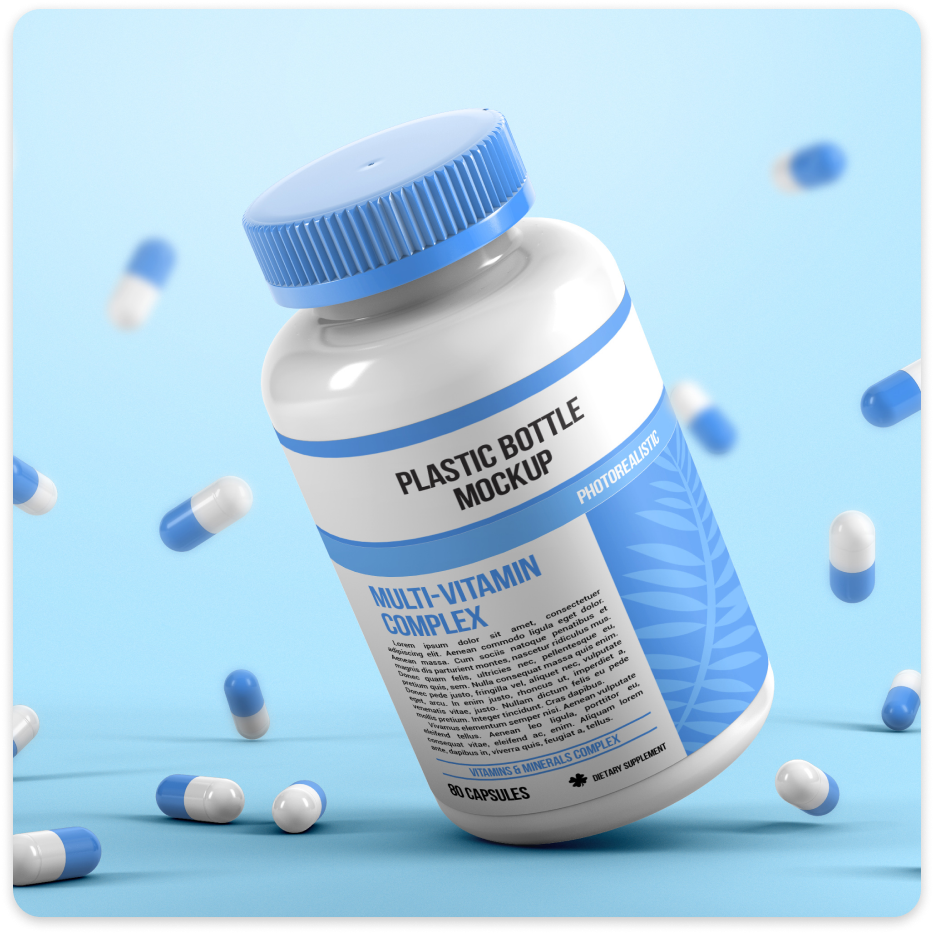 PLASTIC BOTTLE
MOCKUP
PHOTOREALISTIC
MULTI-VITAMIN
COMPLEX
Lorem ipsum dolor sit amet, consectetuer
adipiscing elit. Aenean commodo ligula eget dolor.
Aenean massa. Cum sociis natoque penatibus et
magnis dis parturient montes, nascetur ridiculus mus.
Donec quam felis, ultricies nec, pellentesque eu,
pretium quis, sem. Nulla consequat massa quis enim.
Donec pede justo, fringilla vel, aliquet nec, vulputate
eget, arcu. In enim justo, rhoncus ut, imperdiet a,
venenatis vitae, justo. Nullam dictum felis eu pede
mollis pretium. Integer tincidunt. Cras dapibus.
Vivamus elementum semper nisi. Aenean vulputate
eleifend tellus. Aenean leo ligula, porttitor eu,
consequat vitae, eleifend ac, enim. Aliquam lorem
ante, dapibus in, viverra quis, feugiat a, tellus.
VITAMINS & MINERALS COMPLEX
80 CAPSULES
DIETARY SUPPLEMENT